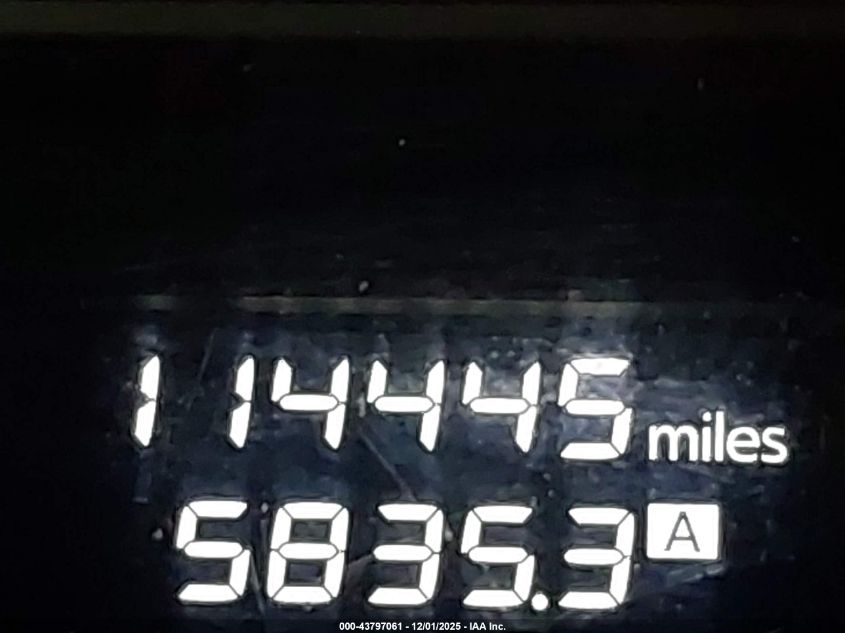 114445 miles
5835.3 A
000-43797061 - 12/01/2025 - IAA Inc.